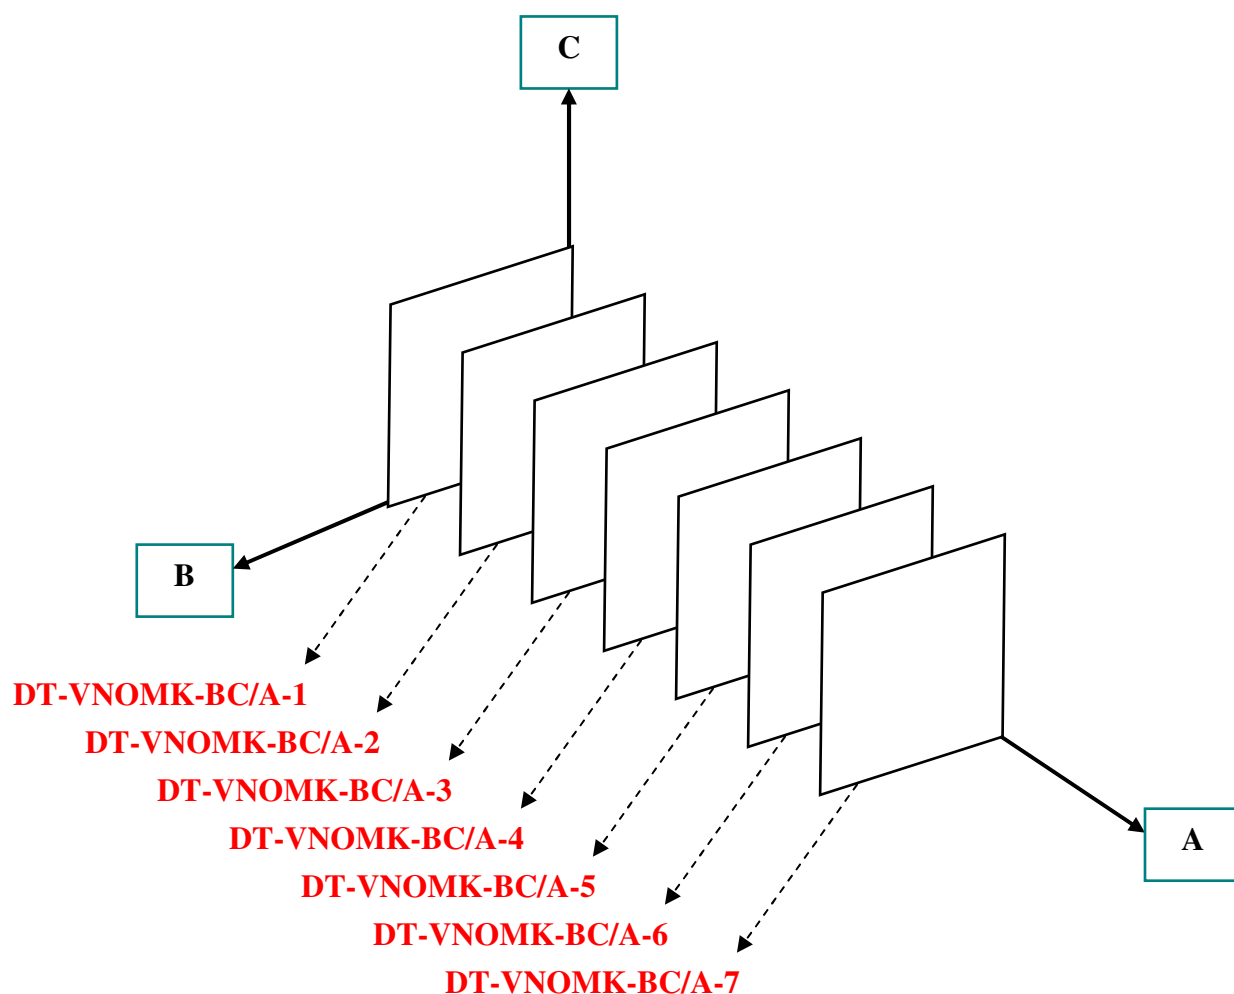 C
B
DT-VNOMK-BC/A-1
DT-VNOMK-BC/A-2
DT-VNOMK-BC/A-3
DT-VNOMK-BC/A-4
A
DT-VNOMK-BC/A-5
DT-VNOMK-BC/A-6
DT-VNOMK-BC/A-7